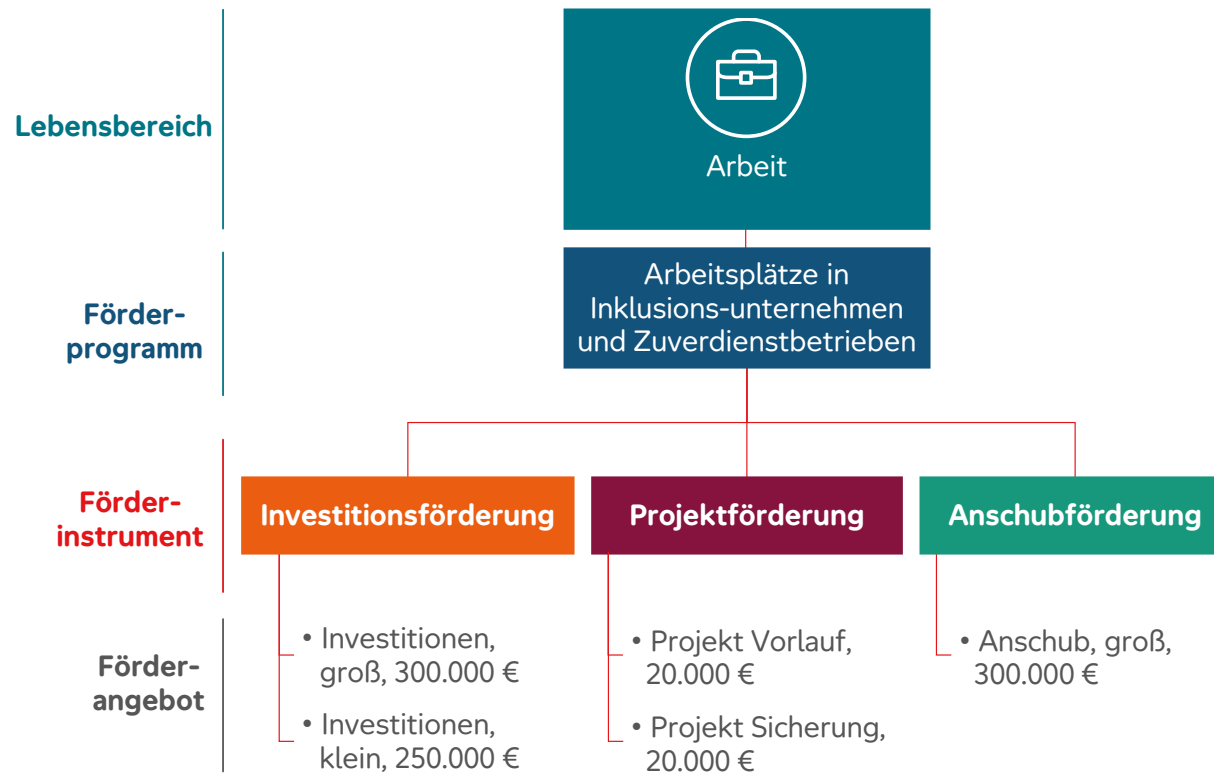 Lebensbereich
Arbeit
Förder-
programm
Arbeitsplätze in
Inklusions-unternehmen
und Zuverdienstbetrieben
Förder-
instrument
Investitionsförderung
Projektförderung
Anschubförderung
Förder-
angebot
• Investitionen,
groß, 300.000 €
• Investitionen,
klein, 250.000 €
• Projekt Vorlauf,
20.000 €
• Projekt Sicherung,
20.000 €
• Anschub, groß,
300.000 €